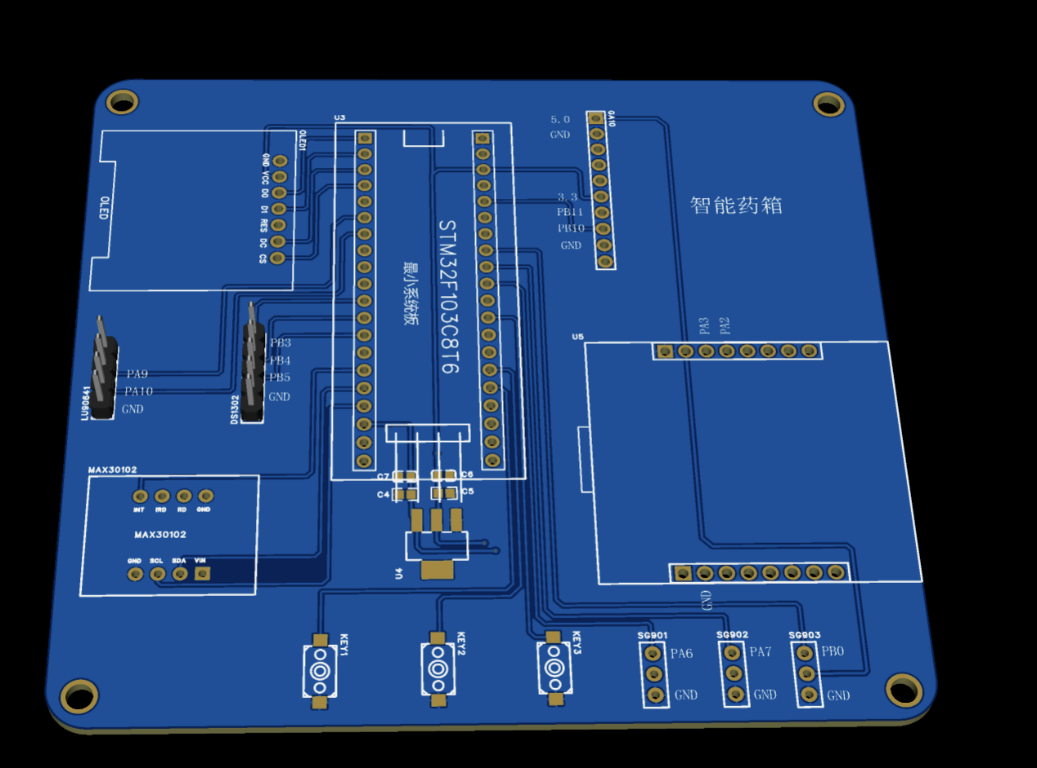 U3
5.0
GA10
GND
OLED1
GND
VCC
D0
D1
RES
DC
CS
OLED
3.3
PB11
PB10
GND
智能药箱
STM32F103C8T6
最小系统板
PA3
PA2
U5
PB3
PB4
PB5
GND
DS1302
PA9
PA10
GND
LU90641
MAX30102
INT
IRD
RD
GND
MAX30102
GND
SCL
SDA
VIN
C7
C6
C4
C5
U4
GND
KEY1
KEY2
KEY3
SG901
PA6
GND
SG902
PA7
GND
SG903
PB0
GND